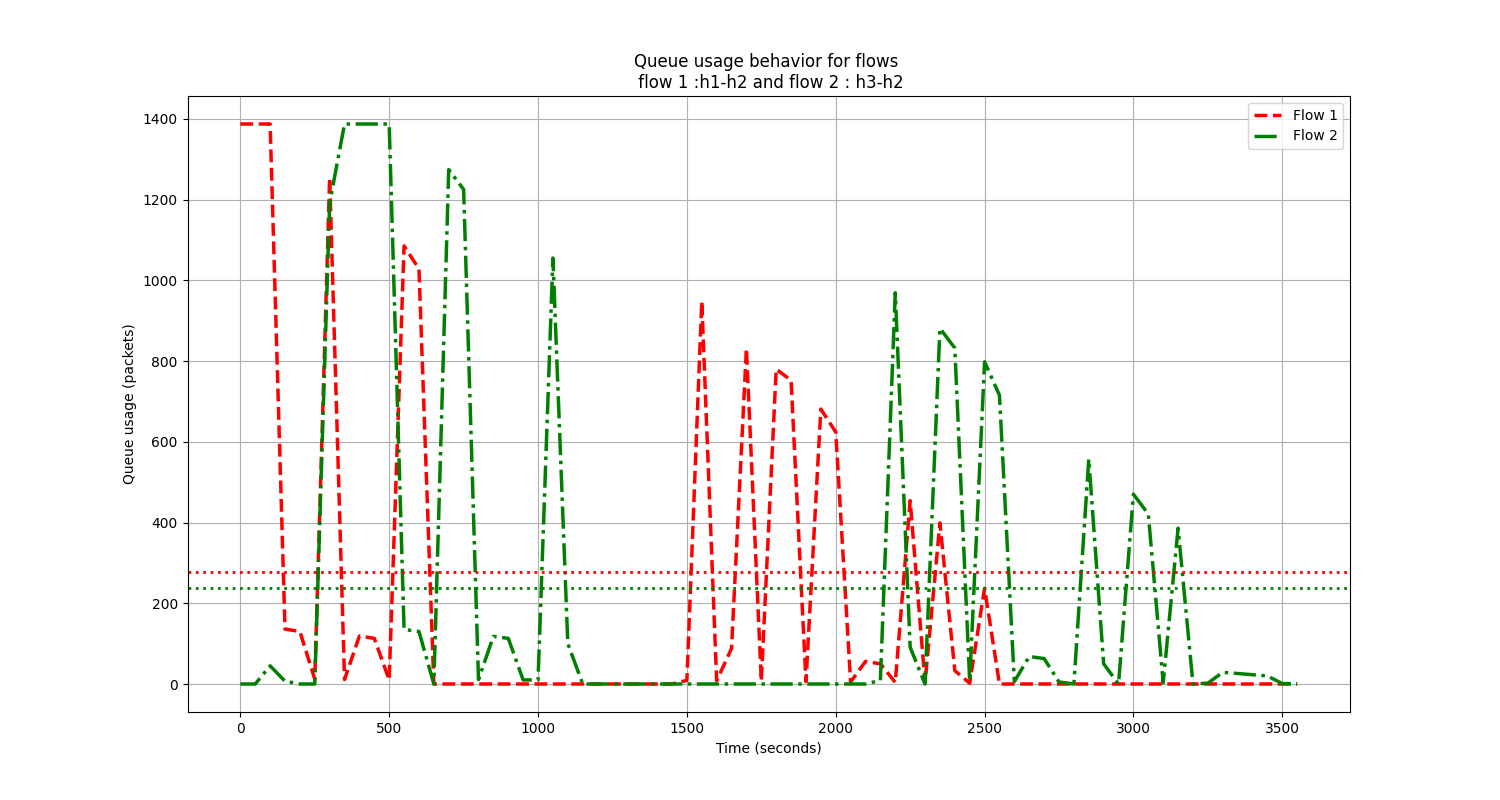 Queue usage behavior for flows
flow 1 :h1-h2 and flow 2 : h3-h2
Flow 1
Flow 2
1400
1200
1000
800
600
400
200
0
Queue usage (packets)
0 500 1000 1500 2000 2500 3000 3500
Time (seconds)